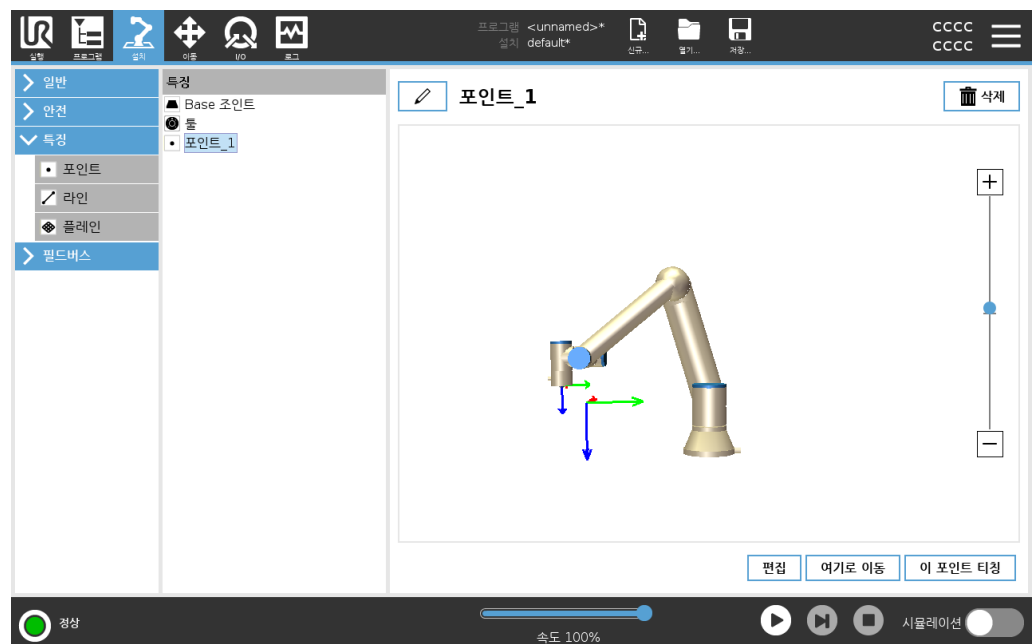 UR
실행
프로그램
설치
이동
I/O
로그
프로그램 <unnamed>*
설치 default*
신규...
열기...
저장...
CCCC
CCCC
일반
안전
특징
포인트
라인
플레인
필드버스
특징
Base 조인트
툴
포인트_1
포인트_1
삭제
편집
여기로 이동
이 포인트 티칭
정상
속도 100%
시뮬레이션